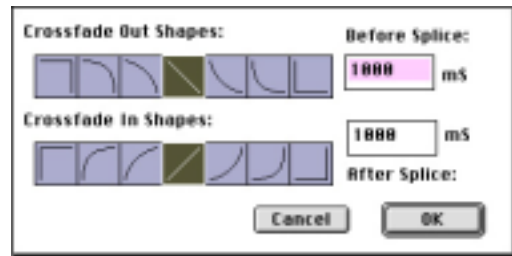 Crossfade Out Shapes:
Before Splice:
1000 mS
Crossfade In Shapes:
1000 mS
After Splice:
Cancel
OK